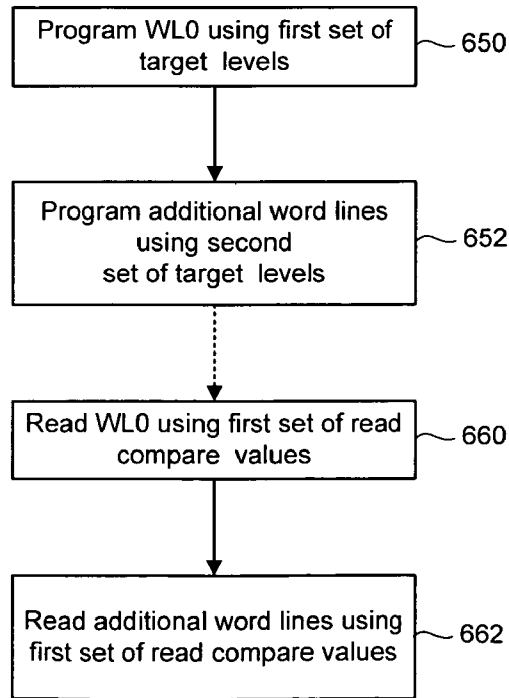 Program WL0 using first set of
target levels
650
Program additional word lines
using second
set of target levels
652
Read WL0 using first set of read
compare values
660
Read additional word lines using
first set of read compare values
662